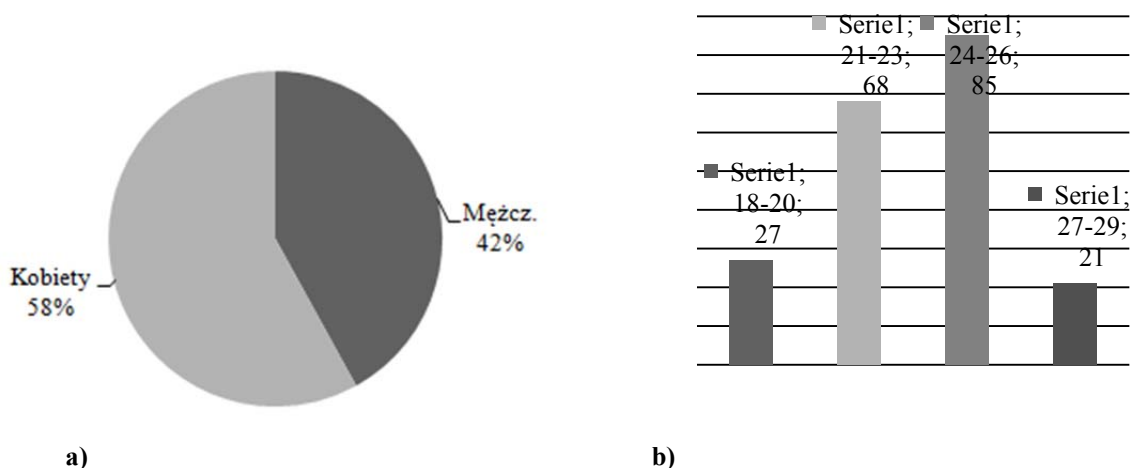 Mężcz.
42%
Kobiety
58%
a)
Serie1;
18-20;
27
Serie1;
21-23;
68
Serie1;
24-26;
85
Serie1;
27-29;
21
b)